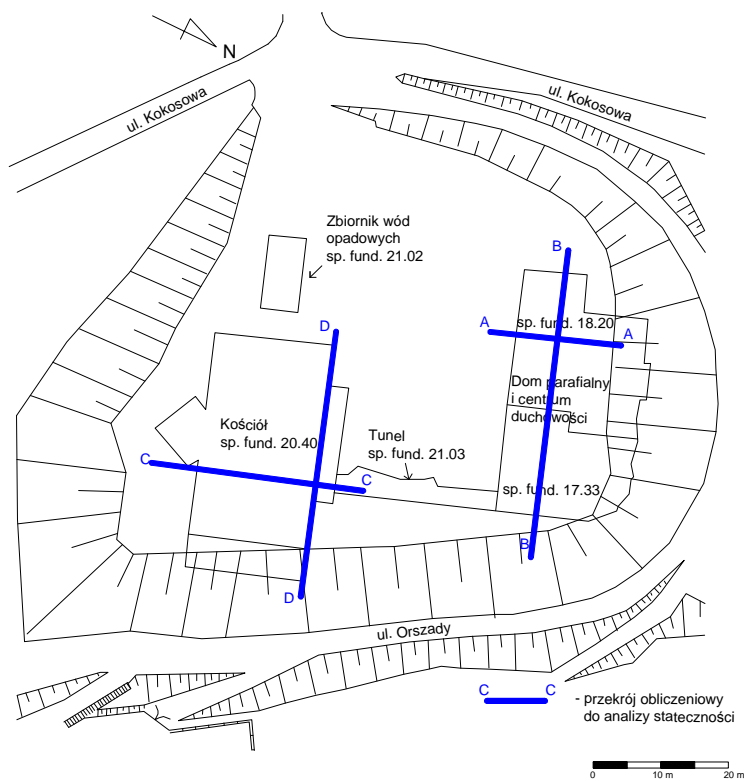 N
ul. Kokosowa
ul. Kokosowa
Zbiornik wód
opadowych
sp. fund. 21.02
B
D
A
sp. fund. 18.20
A
Dom parafialny
i centrum
duchowości
Kościół
sp. fund. 20.40
Tunel
sp. fund. 21.03
C
C
sp. fund. 17.33
B
D
ul. Orszady
C
C
- przekrój obliczeniowy
do analizy stateczności
0
10 m
20 m